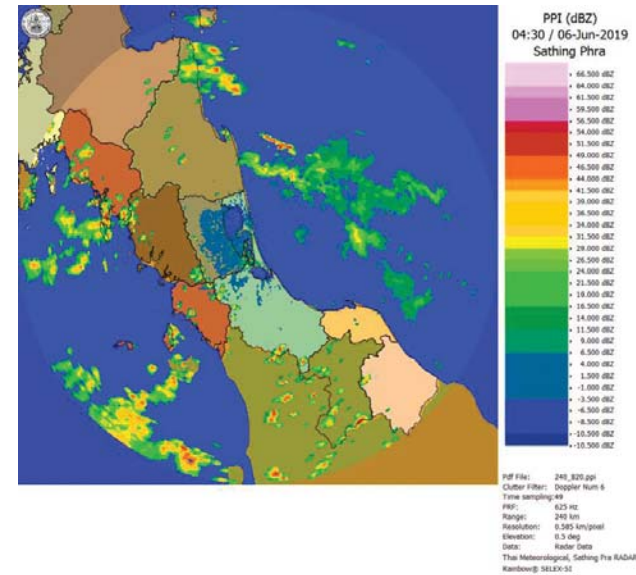 PPI (dBZ)
04:30 / 06-Jun-2019
Sathing Phra
66.500 dBZ
64.000 dBZ
61.500 dBZ
59.500 dBZ
56.500 dBZ
54.000 dBZ
51.500 dBZ
49.000 dBZ
46.500 dBZ
44.000 dBZ
41.500 dBZ
39.000 dBZ
36.500 dBZ
34.000 dBZ
31.500 dBZ
29.000 dBZ
26.500 dBZ
24.000 dBZ
21.500 dBZ
19.000 dBZ
16.500 dBZ
14.000 dBZ
11.500 dBZ
9.000 dBZ
6.500 dBZ
4.000 dBZ
1.500 dBZ
-1.000 dBZ
-3.500 dBZ
-6.500 dBZ
-8.500 dBZ
-10.500 dBZ
-10.500 dBZ
Pdf File: 240_820.ppi
Clutter Filter: Doppler Num 6
Time sampling:49
PRF: 625 Hz
Range: 240 km
Resolution: 0.585 km/pixel
Elevation: 0.5 deg
Data: Radar Data
Thai Meteorological, Sathing Pra RADAR
Rainbow® SELEX-SI